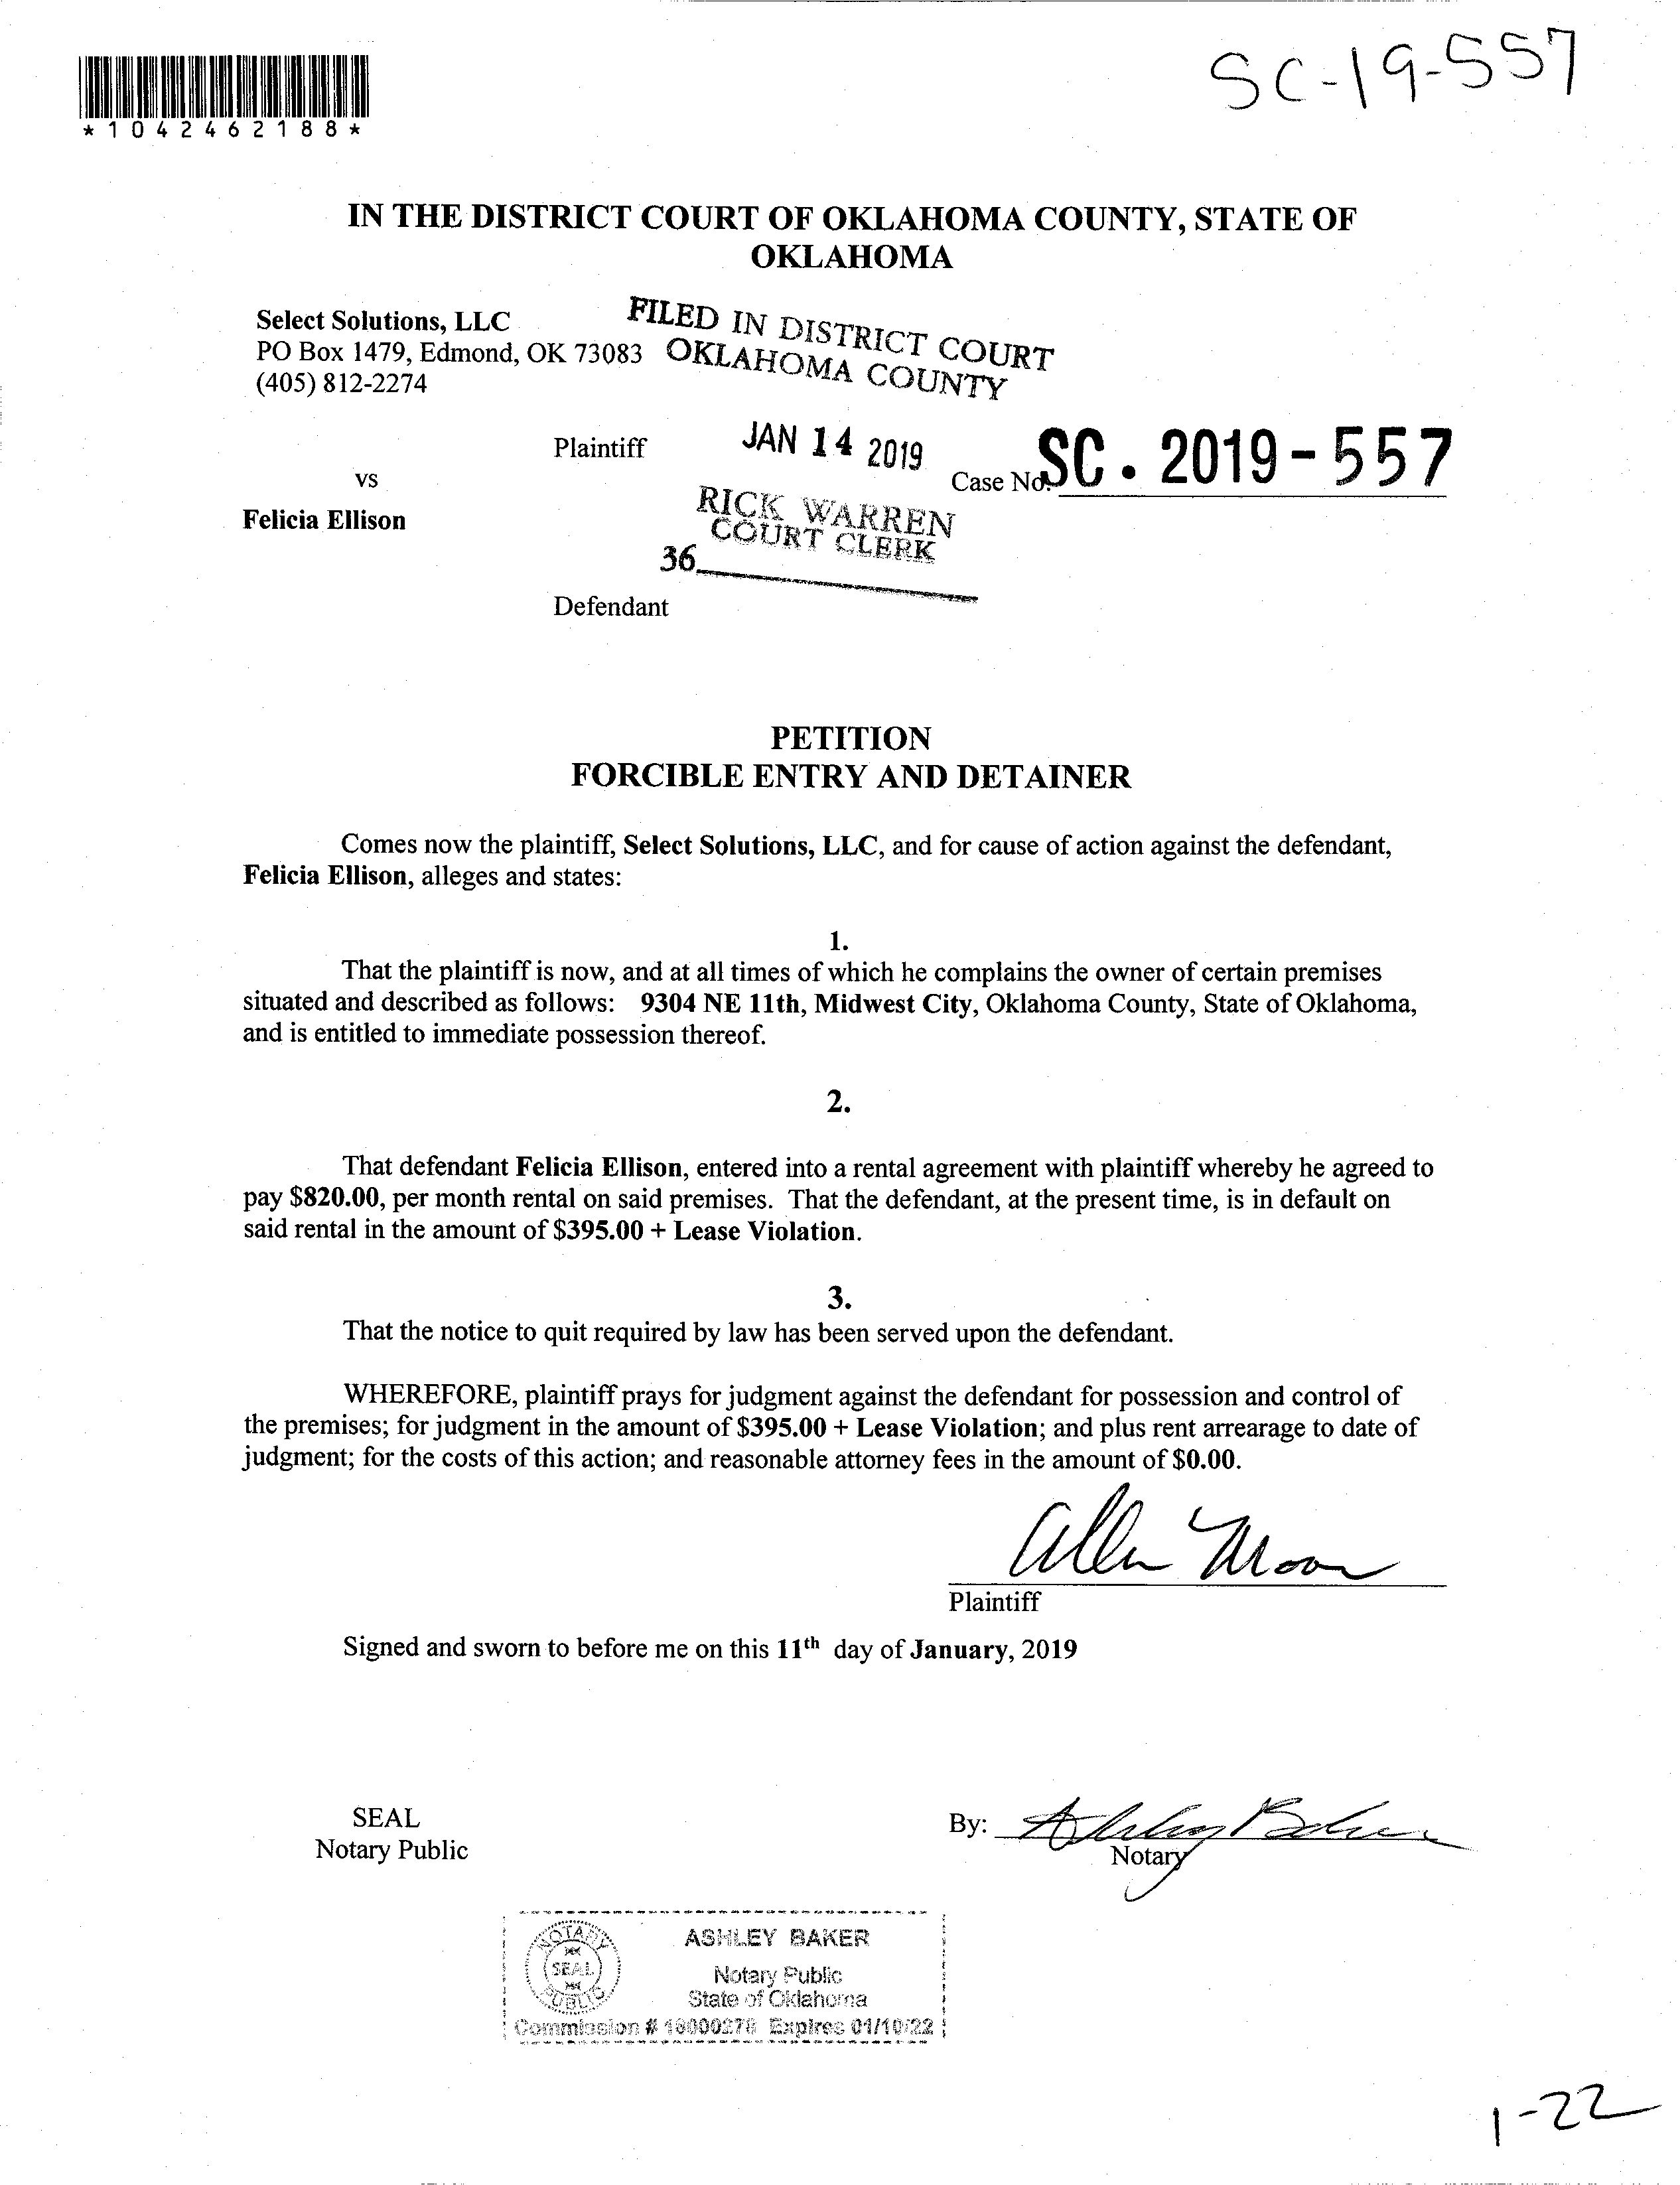 SC-19-557
*1042462188*
IN THE DISTRICT COURT OF OKLAHOMA COUNTY, STATE OF
OKLAHOMA
Select Solutions, LLC
PO Box 1479, Edmond, OK 73083
(405) 812-2274
FILED IN DISTRICT COURT
OKLAHOMA COUNTY
Plaintiff
JAN 14 2019
Case No. SC. 2019-557
vs
RICK WARREN
COURT CLERK
Felicia Ellison
36
Defendant
PETITION
FORCIBLE ENTRY AND DETAINER
Comes now the plaintiff, Select Solutions, LLC, and for cause of action against the defendant,
Felicia Ellison, alleges and states:
1.
That the plaintiff is now, and at all times of which he complains the owner of certain premises
situated and described as follows: 9304 NE 11th, Midwest City, Oklahoma County, State of Oklahoma,
and is entitled to immediate possession thereof.
2.
That defendant Felicia Ellison, entered into a rental agreement with plaintiff whereby he agreed to
pay $820.00, per month rental on said premises. That the defendant, at the present time, is in default on
said rental in the amount of $395.00 + Lease Violation.
3.
That the notice to quit required by law has been served upon the defendant.
WHEREFORE, plaintiff prays for judgment against the defendant for possession and control of
the premises; for judgment in the amount of $395.00 + Lease Violation; and plus rent arrearage to date of
judgment; for the costs of this action; and reasonable attorney fees in the amount of $0.00.
Allen Moon
Plaintiff
Signed and sworn to before me on this 11th day of January, 2019
SEAL
Notary Public
By: Ashley Baker
Notary
NOTARY
SEAL
PUBLIC
ASHLEY BAKER
Notary Public
State of Oklahoma
Commission # 18000278 Expires 01/10/22
1-22